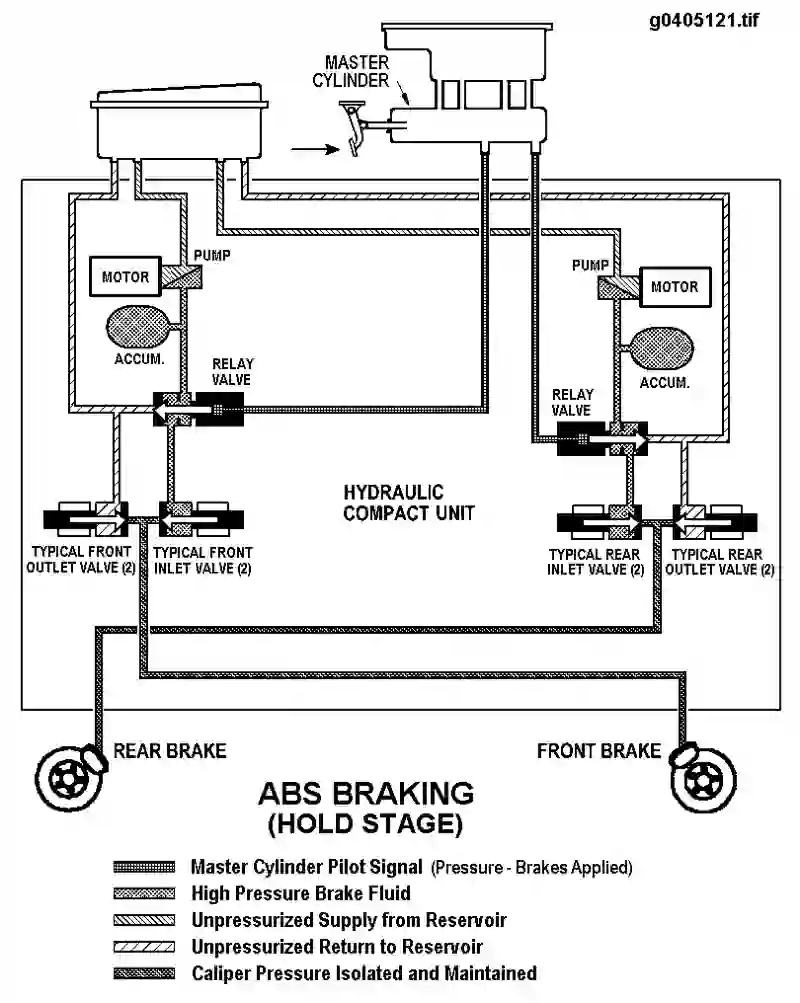 g0405121.tif
MASTER
CYLINDER
PUMP
MOTOR
ACCUM.
RELAY
VALVE
PUMP
MOTOR
ACCUM.
RELAY
VALVE
HYDRAULIC
COMPACT UNIT
TYPICAL FRONT
OUTLET VALVE (2)
TYPICAL FRONT
INLET VALVE (2)
TYPICAL REAR
INLET VALVE (2)
TYPICAL REAR
OUTLET VALVE (2)
REAR BRAKE
FRONT BRAKE
ABS BRAKING
(HOLD STAGE)
Master Cylinder Pilot Signal (Pressure - Brakes Applied)
High Pressure Brake Fluid
Unpressurized Supply from Reservoir
Unpressurized Return to Reservoir
Caliper Pressure Isolated and Maintained